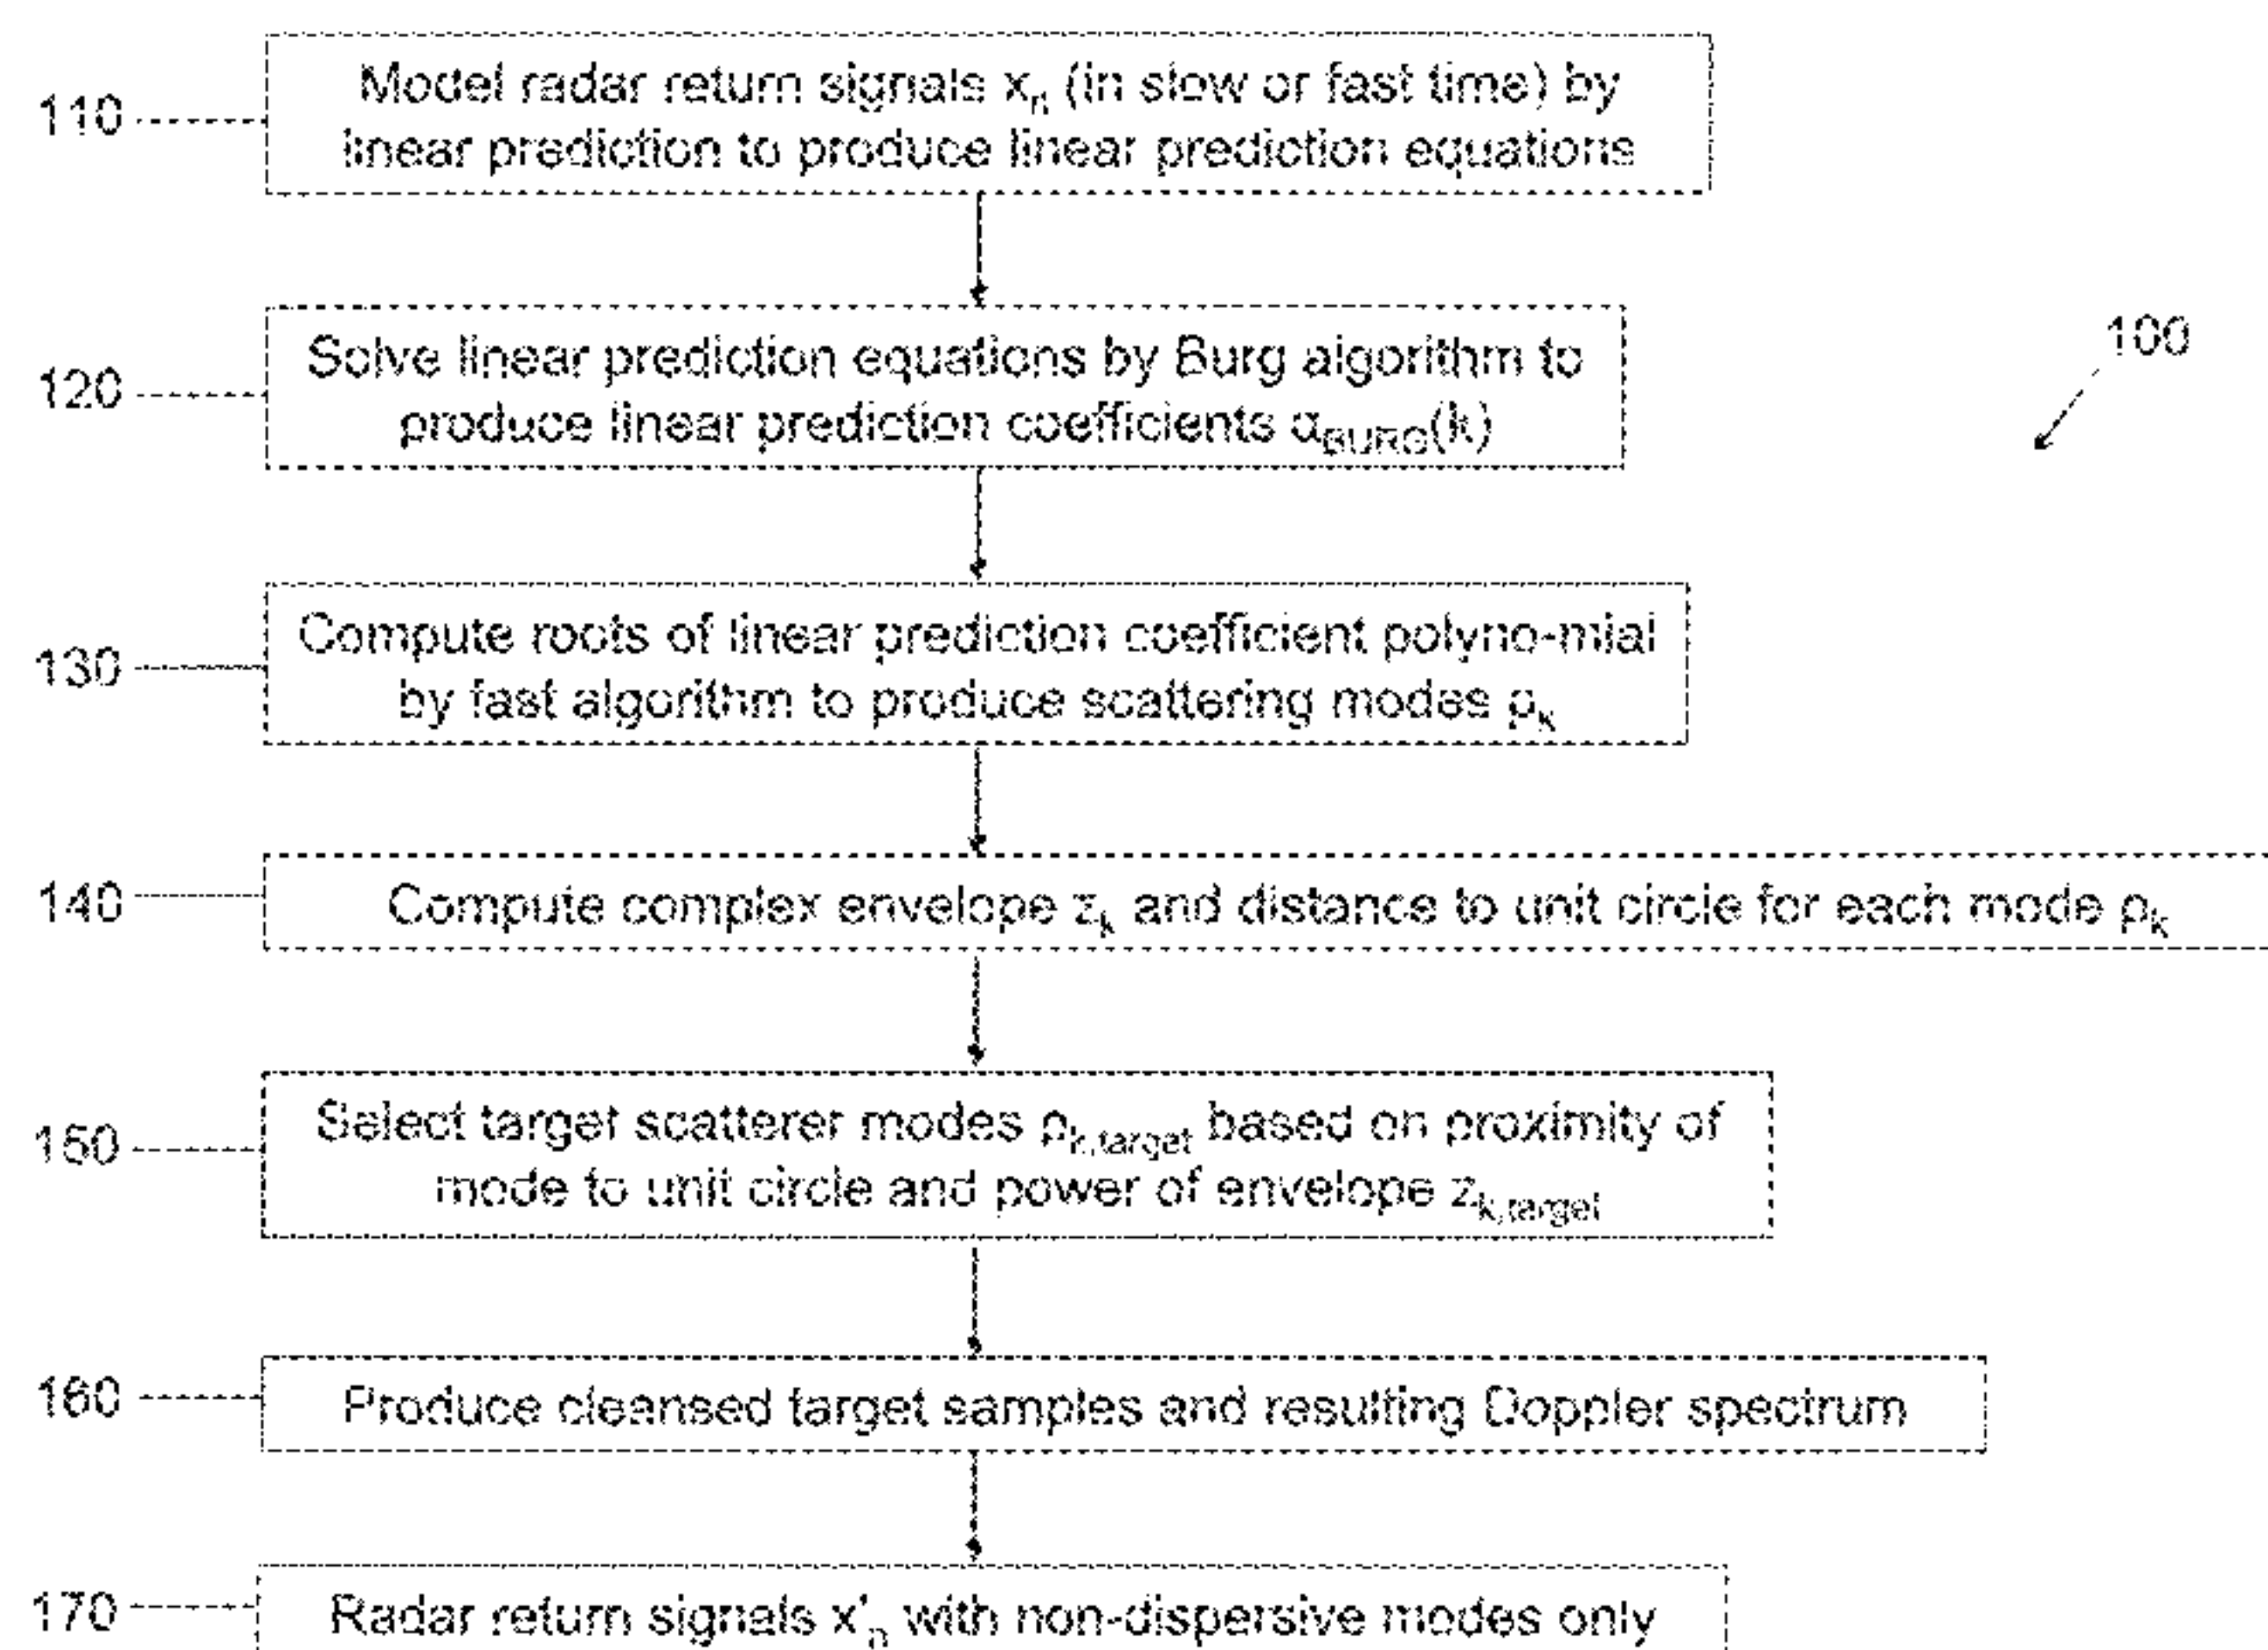 110
Model radar return signals xₙ (in slow or fast time) by
linear prediction to produce linear prediction equations
120
Solve linear prediction equations by Burg algorithm to
produce linear prediction coefficients α_BURG(k)
100
130
Compute roots of linear prediction coefficient polyno-mial
by fast algorithm to produce scattering modes ρₖ
140
Compute complex envelope zₖ and distance to unit circle for each mode ρₖ
150
Select target scatterer modes ρ_k,target based on proximity of
mode to unit circle and power of envelope z_k,target
160
Produce cleansed target samples and resulting Doppler spectrum
170
Radar return signals x'ₙ with non-dispersive modes only